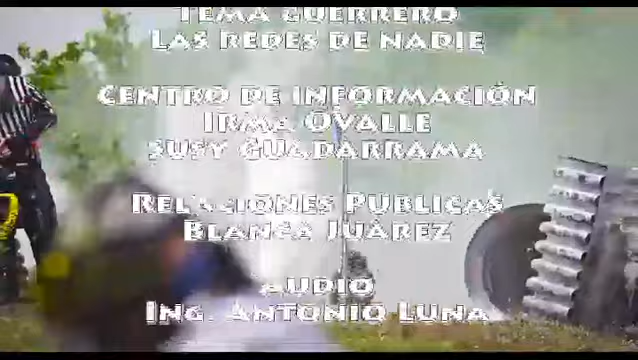 TEMA GUERRERO
LAS REDES DE NADIE
CENTRO DE INFORMACIÓN
IRMA OVALLE
SUSY GUADARRAMA
RELACIONES PÚBLICAS
BLANCA JUÁREZ
AUDIO
ING. ANTONIO LUNA